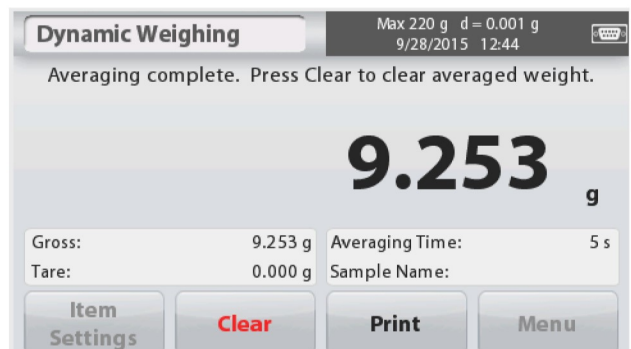 Dynamic Weighing
Max 220 g d = 0.001 g
9/28/2015 12:44
Averaging complete. Press Clear to clear averaged weight.
9.253 g
Gross: 9.253 g
Tare: 0.000 g
Averaging Time: 5 s
Sample Name:
Item
Settings
Clear
Print
Menu